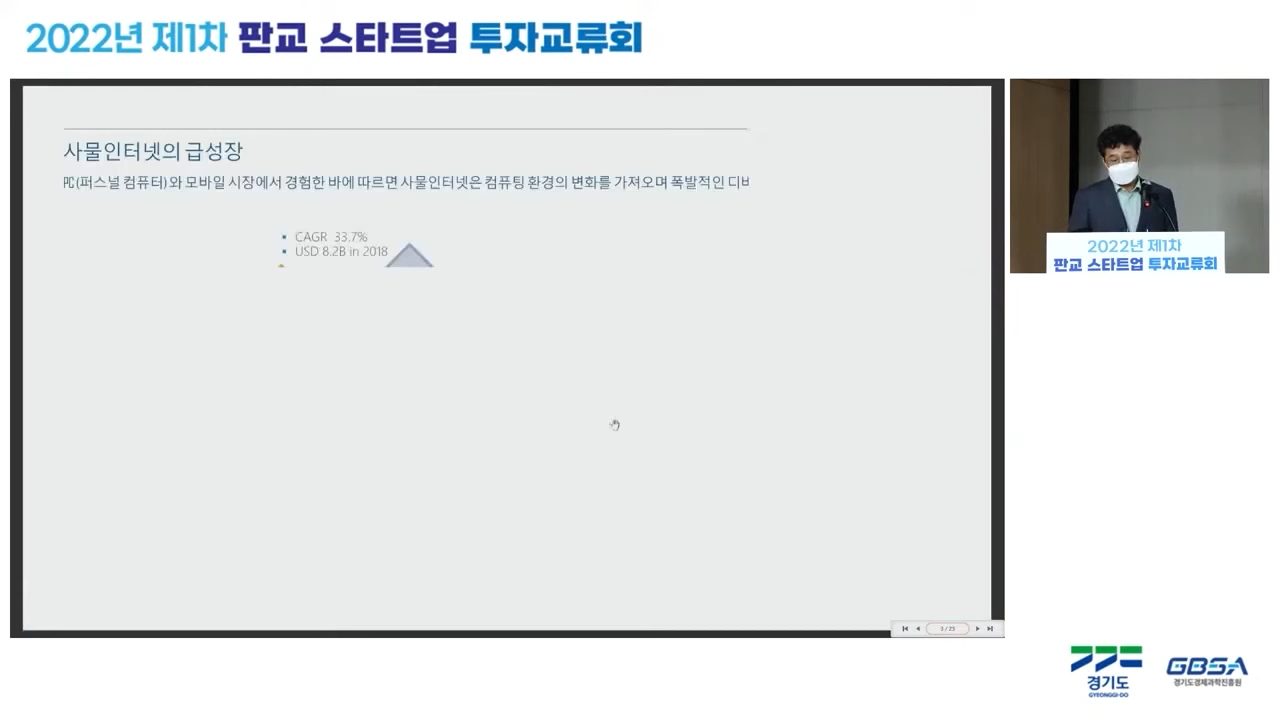 2022년 제1차 판교 스타트업 투자교류회
사물인터넷의 급성장
PC(퍼스널 컴퓨터)와 모바일 시장에서 경험한 바에 따르면 사물인터넷은 컴퓨팅 환경의 변화를 가져오며 폭발적인
▪ CAGR 33.7%
▪ USD 8.2B in 2018
2022년 제1차
판교 스타트업 투자교류회
3 / 23
경기도
GYEONGGI-DO
GBSA
경기도경제과학진흥원